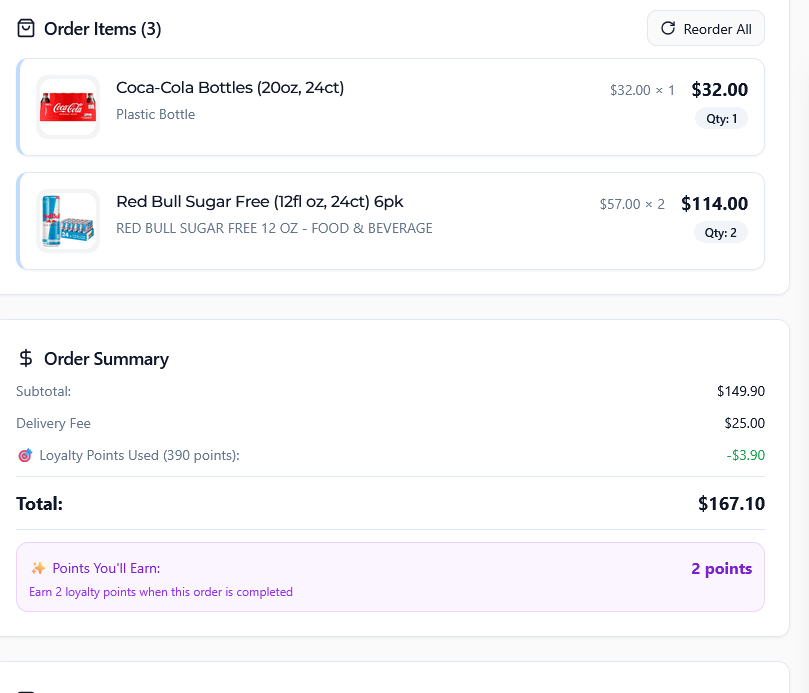 Order Items (3)
Reorder All
Coca-Cola Bottles (20oz, 24ct)
$32.00 × 1 $32.00
Plastic Bottle
Qty: 1
Red Bull Sugar Free (12fl oz, 24ct) 6pk
$57.00 × 2 $114.00
RED BULL SUGAR FREE 12 OZ - FOOD & BEVERAGE
Qty: 2
Order Summary
Subtotal: $149.90
Delivery Fee $25.00
Loyalty Points Used (390 points): -$3.90
Total: $167.10
Points You'll Earn: 2 points
Earn 2 loyalty points when this order is completed